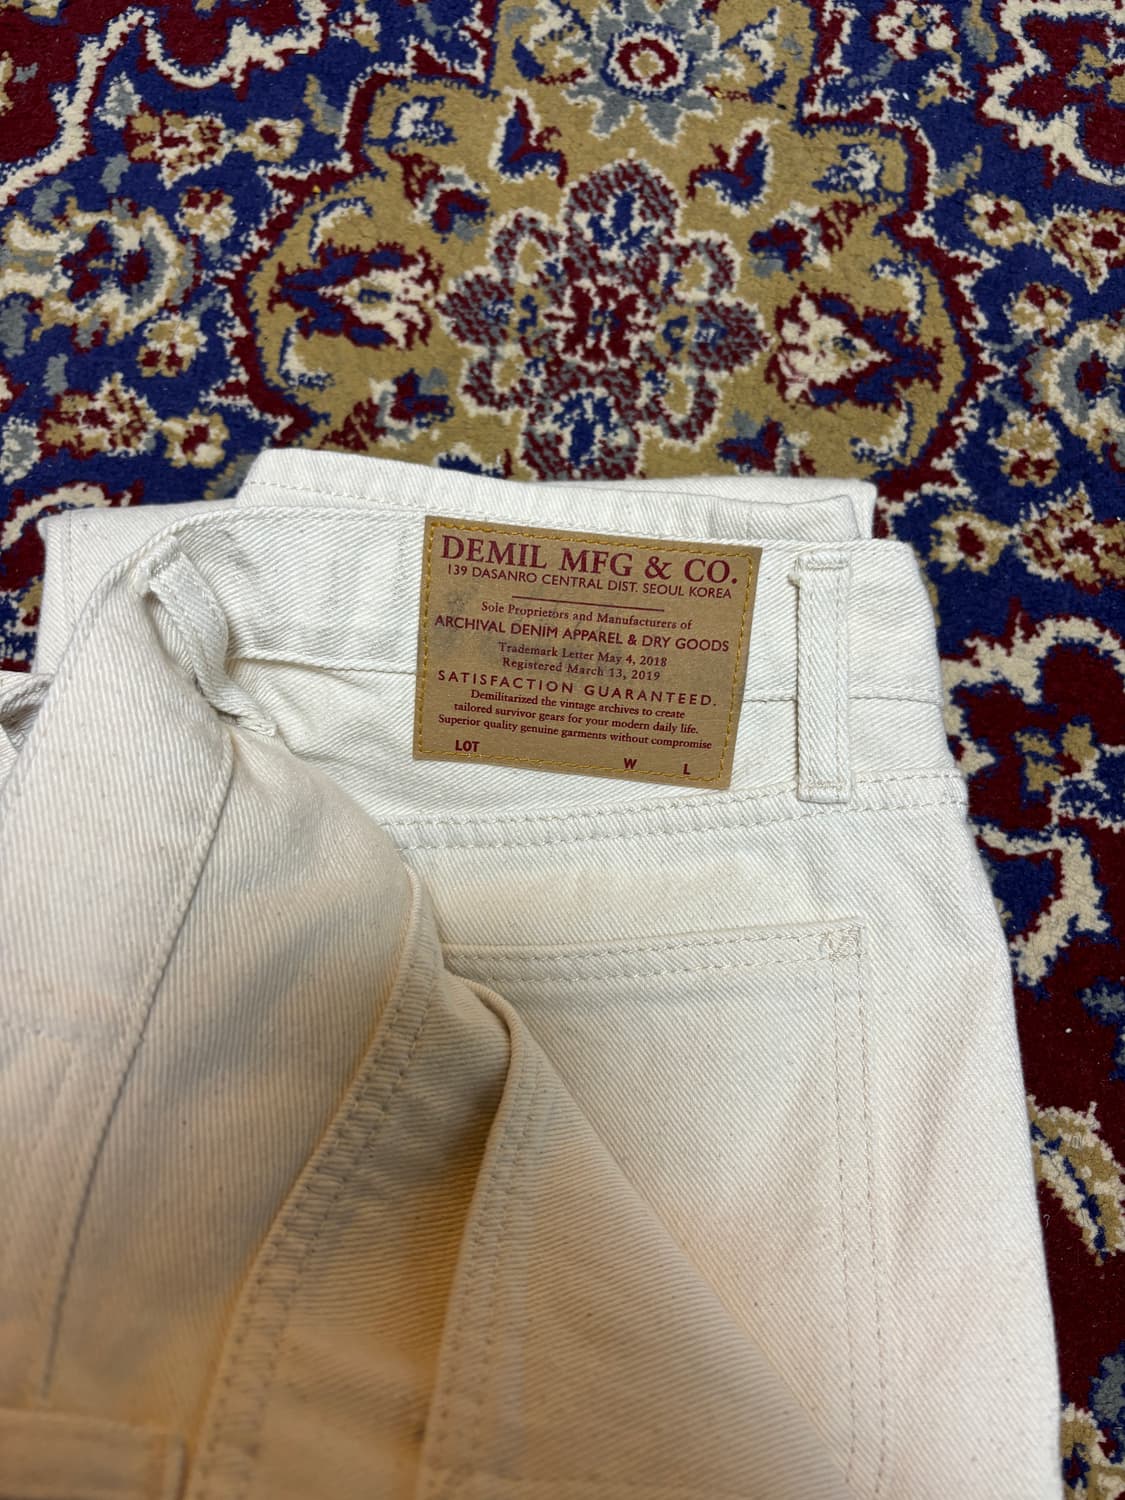 DEMIL MFG & CO.
139 DASANRO CENTRAL DIST. SEOUL KOREA
Sole Proprietors and Manufacturers of
ARCHIVAL DENIM APPAREL & DRY GOODS
Trademark Letter May 4, 2018
Registered March 13, 2019
SATISFACTION GUARANTEED.
Demilitarized the vintage archives to create
tailored survivor gears for your modern daily life.
Superior quality genuine garments without compromise
LOT W L